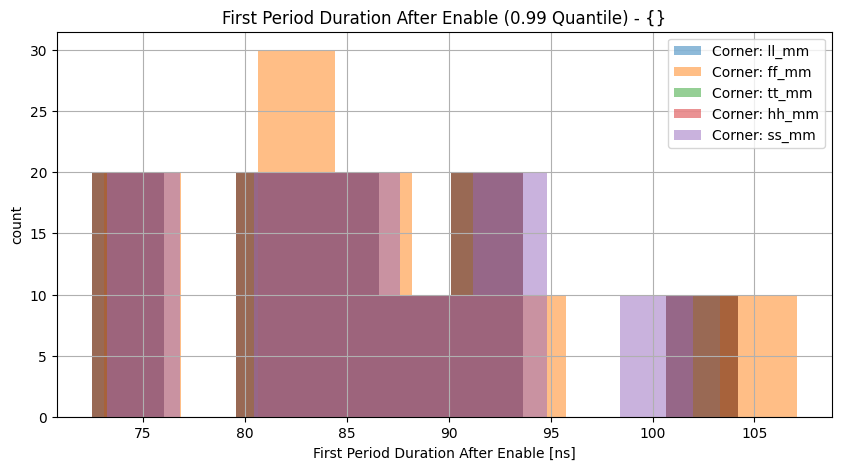 First Period Duration After Enable (0.99 Quantile) - {}
Corner: ll_mm
Corner: ff_mm
Corner: tt_mm
Corner: hh_mm
Corner: ss_mm
count
30
25
20
15
10
5
0
75 80 85 90 95 100 105
First Period Duration After Enable [ns]